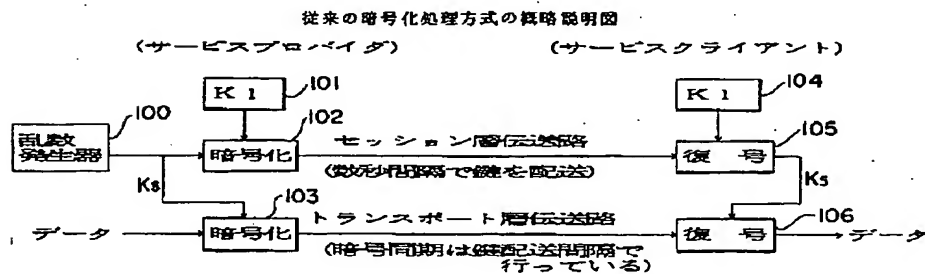 従来の暗号化処理方式の概略説明図
(サービスプロバイダ)
(サービスクライアント)
K1
101
K1
104
100
乱数
発生器
102
暗号化
セッション層伝送路
(数秒間隔で鍵を配送)
105
復 号
Ks
103
Ks
106
データ
暗号化
トランスポート層伝送路
(暗号同期は鍵配送間隔で
行っている)
復 号
データ